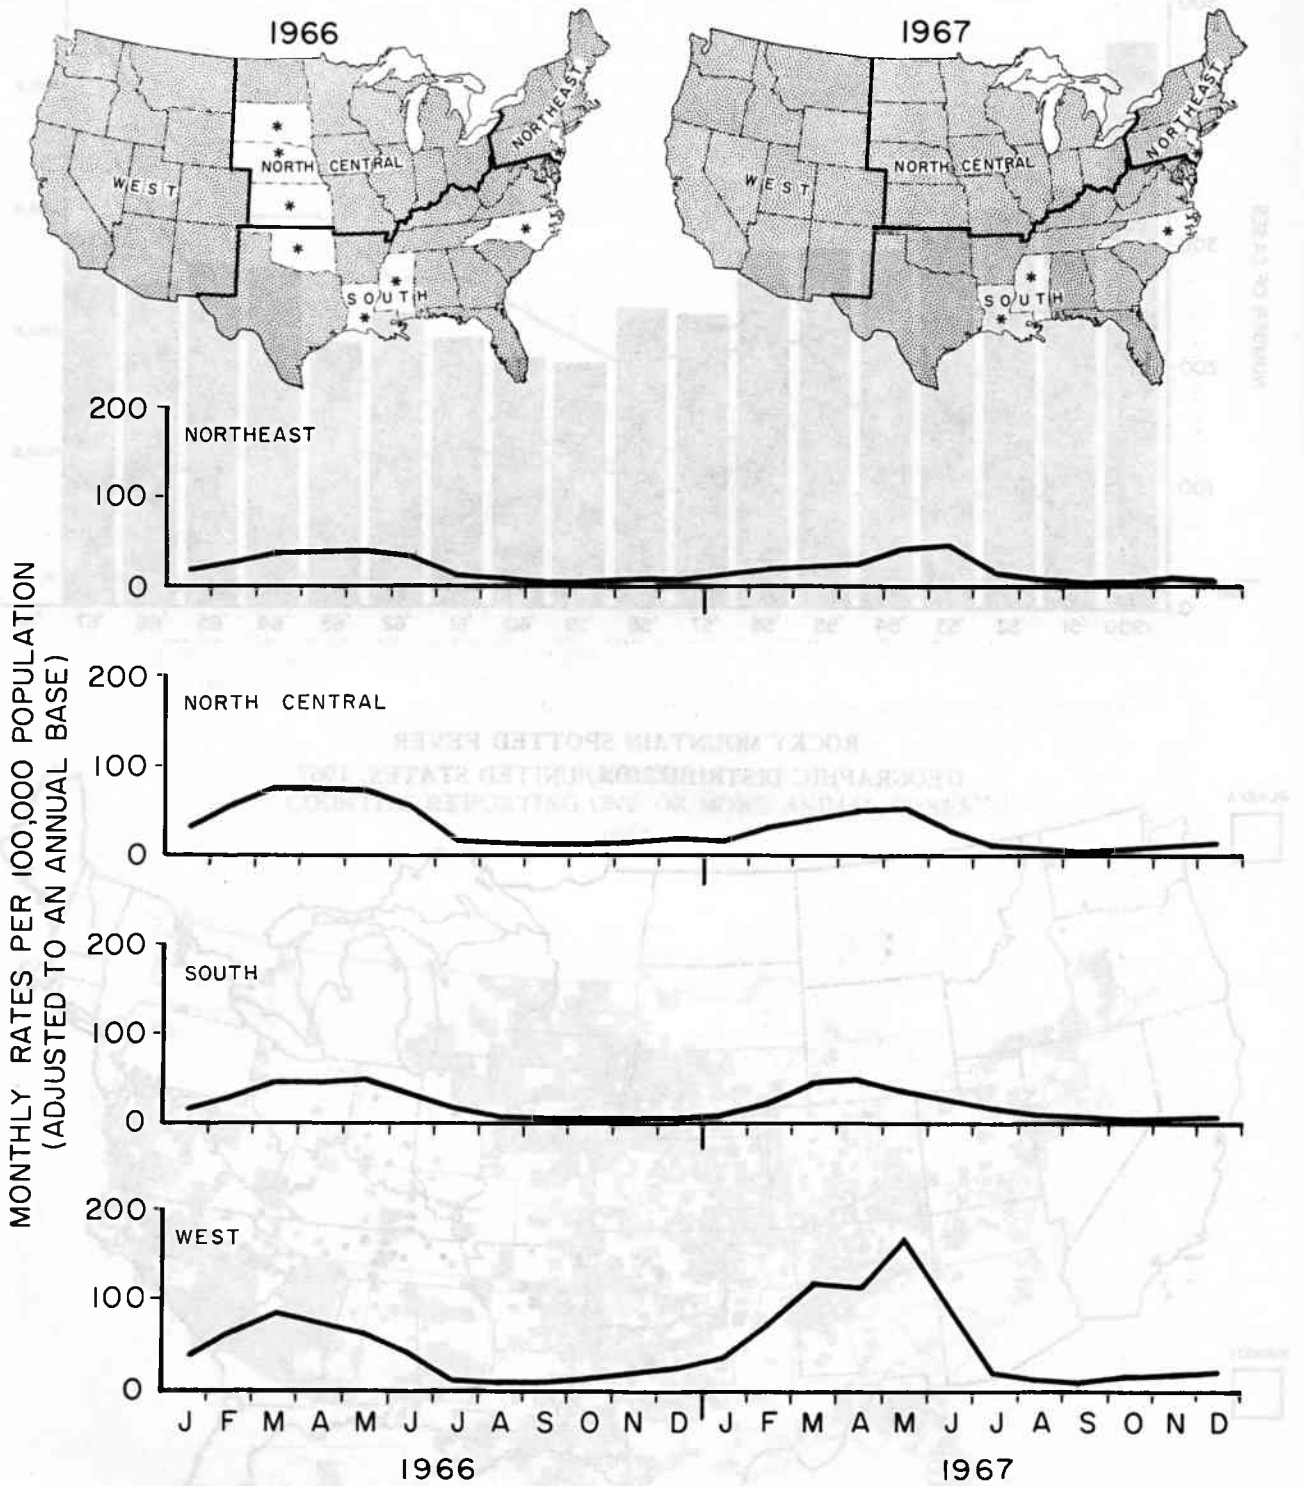 1966
1967
NORTHEAST
NORTH CENTRAL
WEST
SOUTH
*
*
*
*
*
*
*
NORTHEAST
NORTH CENTRAL
WEST
SOUTH
*
*
*
MONTHLY RATES PER 100,000 POPULATION
(ADJUSTED TO AN ANNUAL BASE)
200
NORTHEAST
100
0
200
NORTH CENTRAL
100
0
200
SOUTH
100
0
200
WEST
100
0
J F M A M J J A S O N D J F M A M J J A S O N D
1966 1967
ROCKY MOUNTAIN SPOTTED FEVER